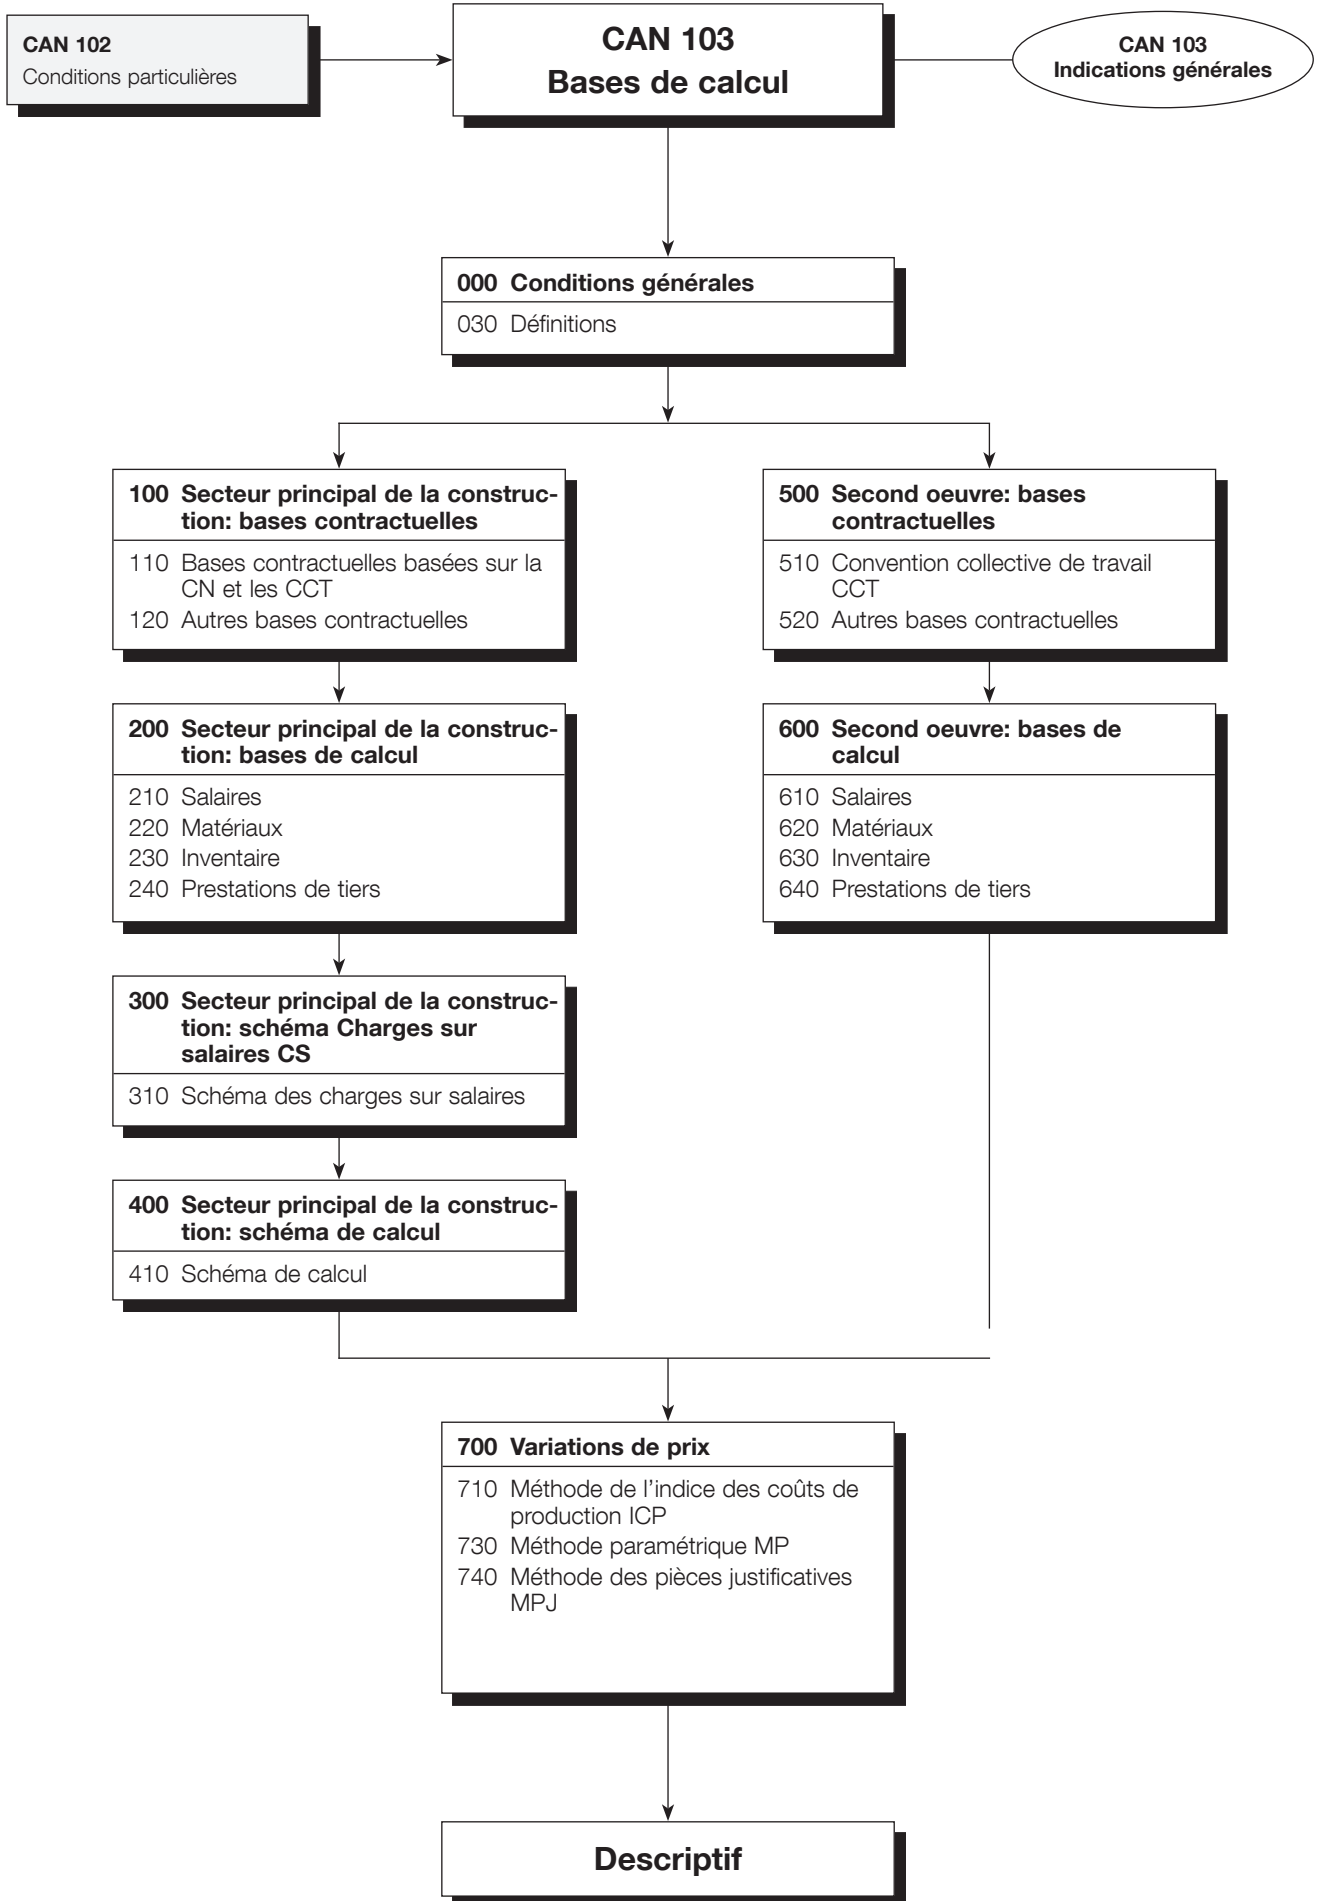 CAN 102
Conditions particulières
CAN 103
Bases de calcul
CAN 103
Indications générales
000 Conditions générales
030 Définitions
100 Secteur principal de la construc-
tion: bases contractuelles
110 Bases contractuelles basées sur la
CN et les CCT
120 Autres bases contractuelles
200 Secteur principal de la construc-
tion: bases de calcul
210 Salaires
220 Matériaux
230 Inventaire
240 Prestations de tiers
300 Secteur principal de la construc-
tion: schéma Charges sur
salaires CS
310 Schéma des charges sur salaires
400 Secteur principal de la construc-
tion: schéma de calcul
410 Schéma de calcul
500 Second oeuvre: bases
contractuelles
510 Convention collective de travail
CCT
520 Autres bases contractuelles
600 Second oeuvre: bases de
calcul
610 Salaires
620 Matériaux
630 Inventaire
640 Prestations de tiers
700 Variations de prix
710 Méthode de l'indice des coûts de
production ICP
730 Méthode paramétrique MP
740 Méthode des pièces justificatives
MPJ
Descriptif